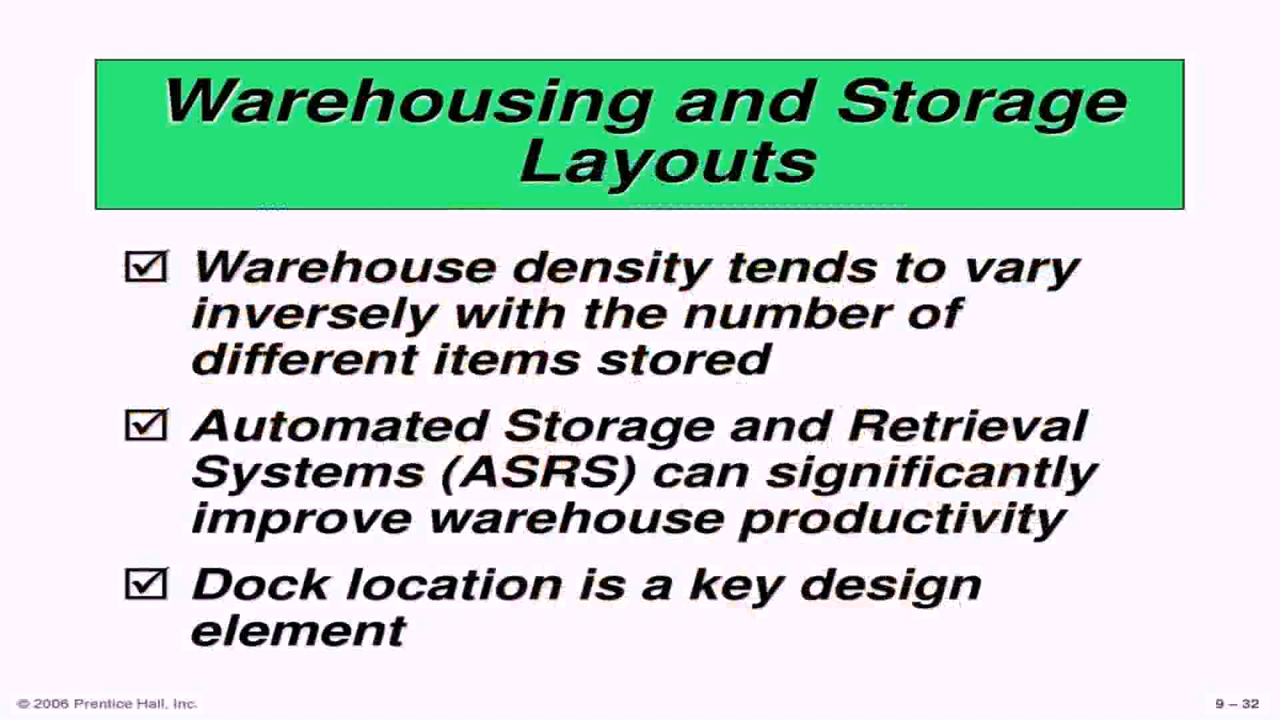 Warehousing and Storage
Layouts
Warehouse density tends to vary
inversely with the number of
different items stored
Automated Storage and Retrieval
Systems (ASRS) can significantly
improve warehouse productivity
Dock location is a key design
element
© 2006 Prentice Hall, Inc.
9 – 32